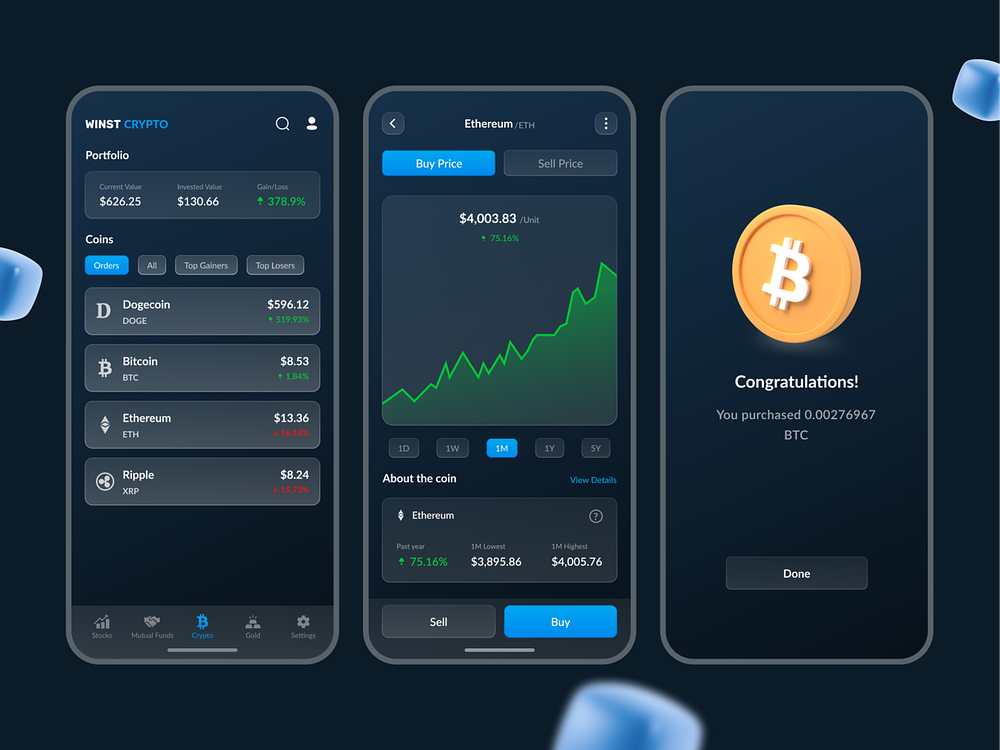 WINST CRYPTO
Portfolio
Current Value Invested Value Gain/Loss
$626.25 $130.66 378.9%
Coins
Orders All Top Gainers Top Losers
Dogecoin $596.12
DOGE 519.93%
Bitcoin $8.53
BTC 1.84%
Ethereum $13.36
ETH 16.14%
Ripple $8.24
XRP 19.73%
Stocks Mutual Funds Crypto Gold Settings
Ethereum /ETH
Buy Price Sell Price
$4,003.83 /Unit
75.16%
1D 1W 1M 1Y 5Y
About the coin View Details
Ethereum ?
Past year 1M Lowest 1M Highest
75.16% $3,895.86 $4,005.76
Sell Buy
Congratulations!
You purchased 0.00276967
BTC
Done